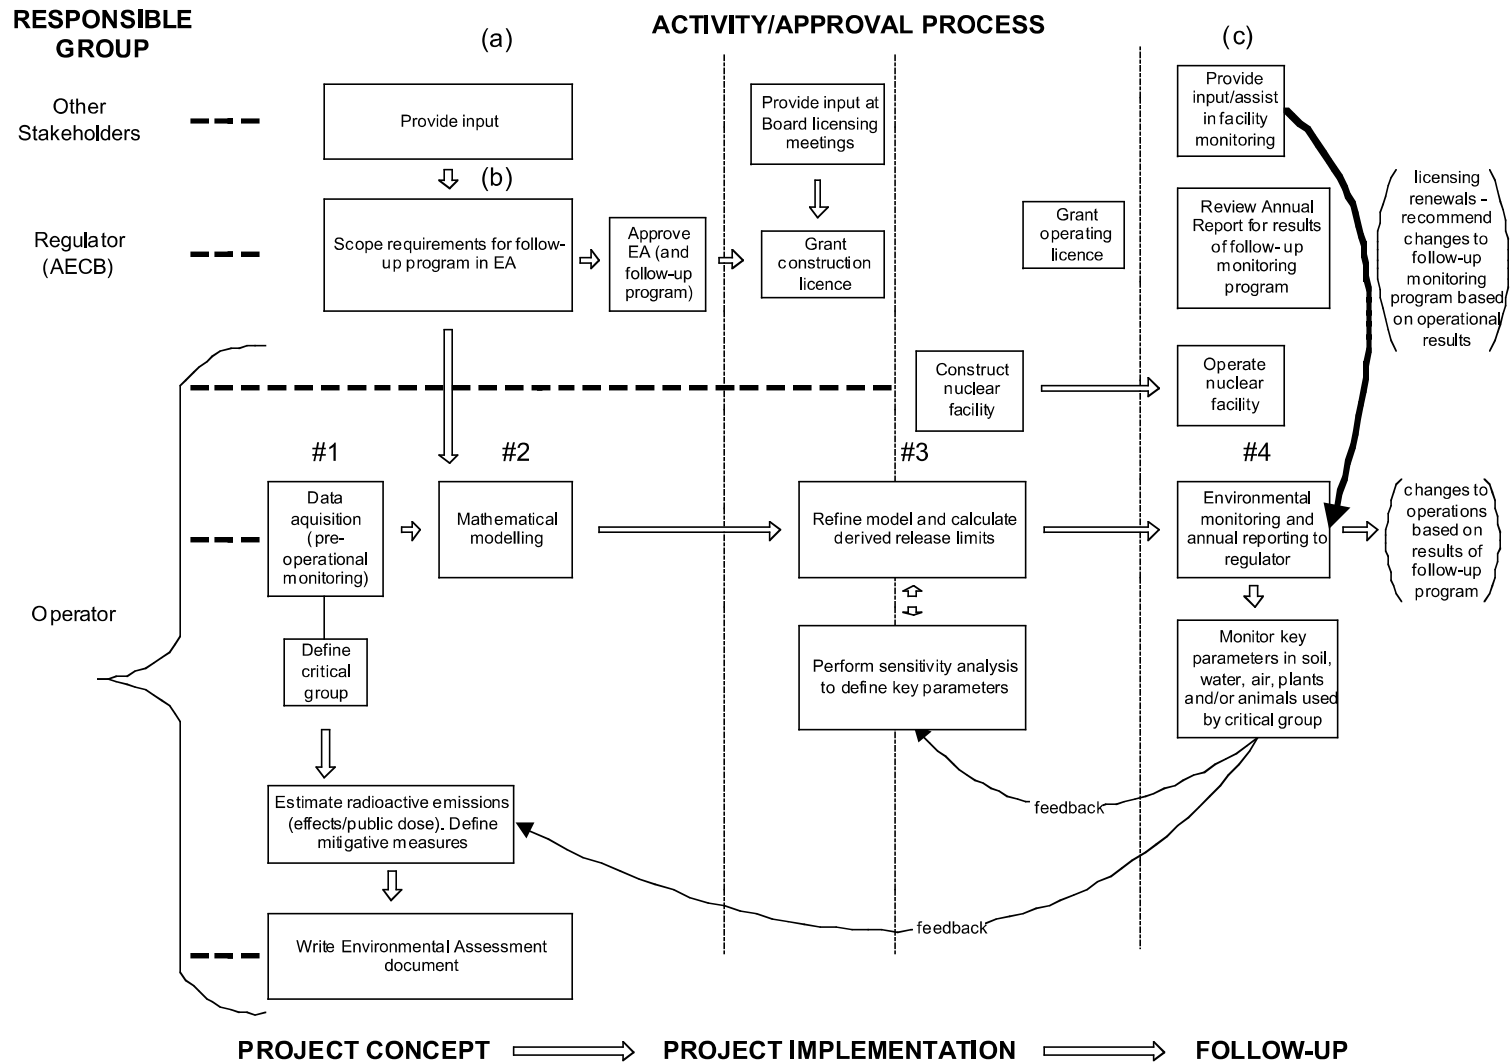 RESPONSIBLE
GROUP
ACTIVITY/APPROVAL PROCESS
(a)
(c)
Other
Stakeholders
Provide input
Provide input at
Board licensing
meetings
Provide
input/assist
in facility
monitoring
(b)
Regulator
(AECB)
Scope requirements for follow-
up program in EA
Approve
EA (and
follow-up
program)
Grant
construction
licence
Grant
operating
licence
Review Annual
Report for results
of follow-up
monitoring
program
licensing
renewals -
recommend
changes to
follow-up
monitoring
program based
on operational
results
Construct
nuclear
facility
Operate
nuclear
facility
#1
#2
#3
#4
Operator
Data
aquisition
(pre-
operational
monitoring)
Mathematical
modelling
Refine model and calculate
derived release limits
Environmental
monitoring and
annual reporting to
regulator
changes to
operations
based on
results of
follow-up
program
Define
critical
group
Perform sensitivity analysis
to define key parameters
Monitor key
parameters in soil,
water, air, plants
and/or animals used
by critical group
Estimate radioactive emissions
(effects/public dose). Define
mitigative measures
feedback
feedback
Write Environmental Assessment
document
PROJECT CONCEPT
PROJECT IMPLEMENTATION
FOLLOW-UP